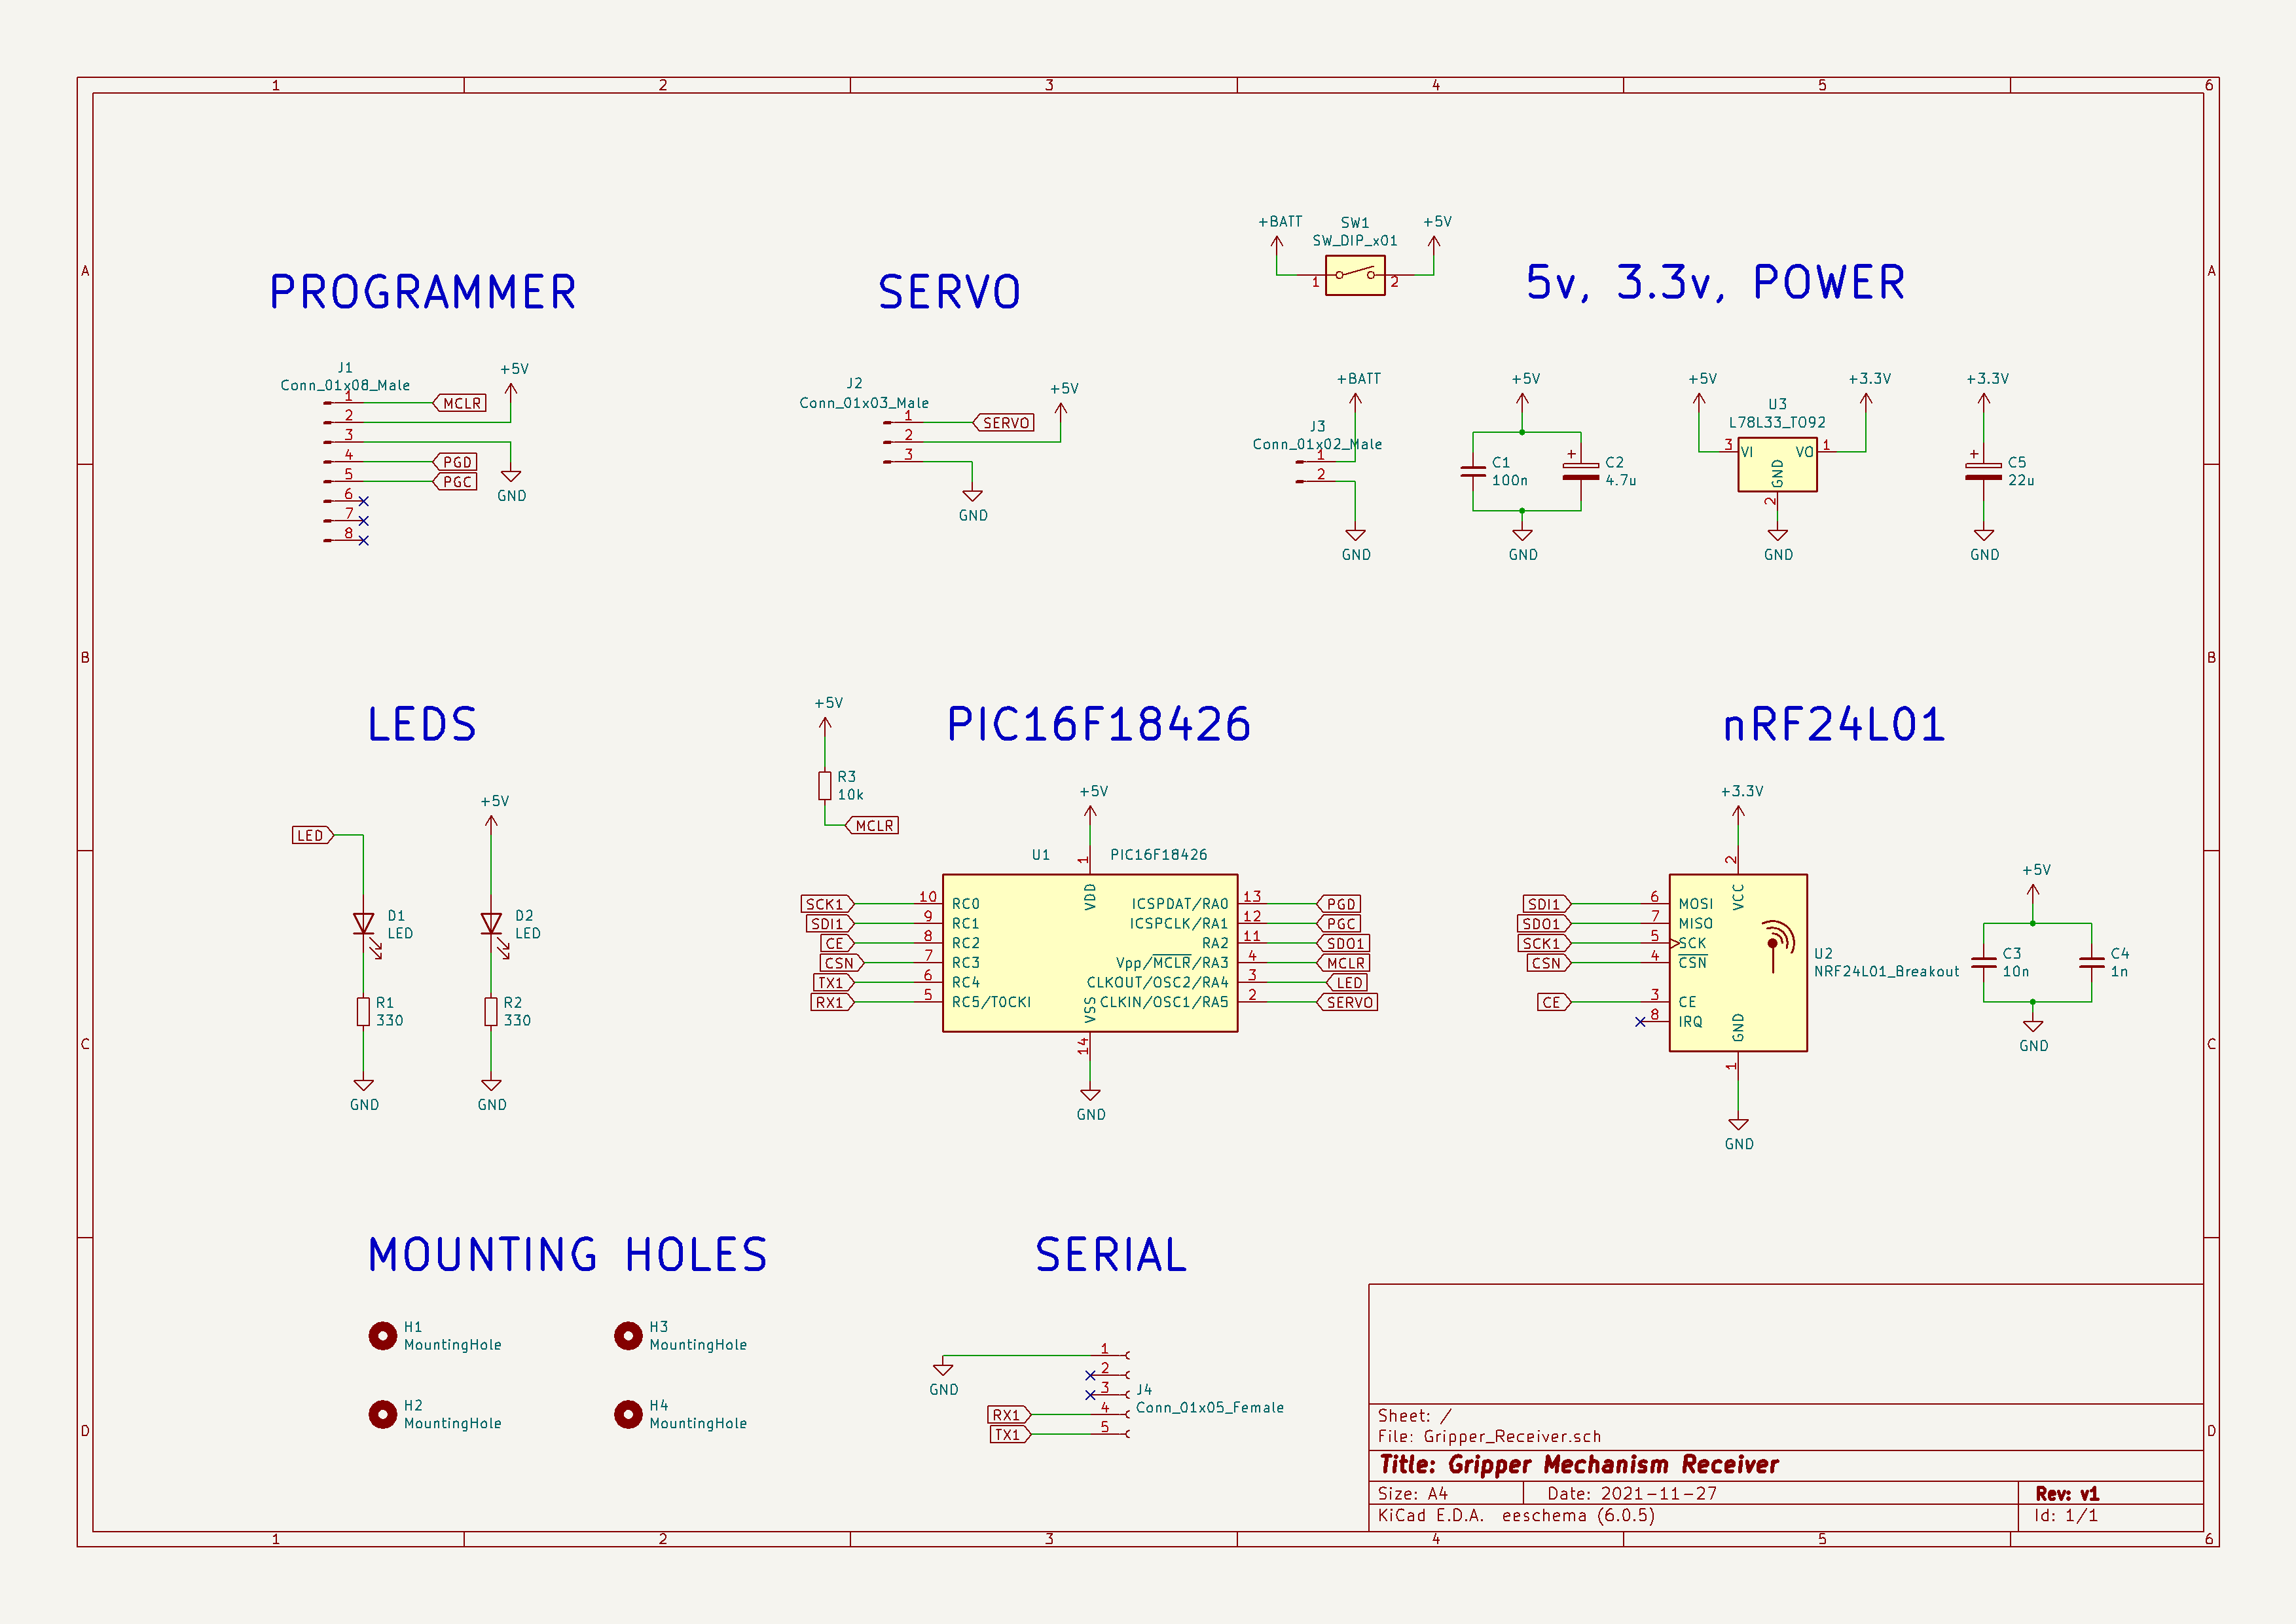 1 2 3 4 5 6
A A
B B
C C
D D
PROGRAMMER
J1
Conn_01x08_Male
1
2
3
4
5
6
7
8
MCLR
+5V
PGD
PGC
GND
SERVO
J2
Conn_01x03_Male
1
2
3
SERVO
+5V
GND
+BATT
SW1
SW_DIP_x01
+5V
1
2
5v, 3.3v, POWER
+BATT
J3
Conn_01x02_Male
1
2
GND
+5V
C1
100n
C2
4.7u
GND
+5V
U3
L78L33_TO92
+3.3V
3 VI
VO 1
GND
2
GND
+3.3V
C5
22u
GND
LEDS
LED
D1
LED
R1
330
GND
+5V
D2
LED
R2
330
GND
PIC16F18426
+5V
R3
10k
MCLR
+5V
U1
PIC16F18426
1
VDD
SCK1 10 RC0
SDI1 9 RC1
CE 8 RC2
CSN 7 RC3
TX1 6 RC4
RX1 5 RC5/T0CKI
ICSPDAT/RA0 13 PGD
ICSPCLK/RA1 12 PGC
RA2 11 SDO1
Vpp/MCLR/RA3 4 MCLR
CLKOUT/OSC2/RA4 3 LED
CLKIN/OSC1/RA5 2 SERVO
VSS
14
GND
nRF24L01
+3.3V
2
VCC
SDI1 6 MOSI
SDO1 7 MISO
SCK1 5 SCK
CSN 4 CSN
CE 3 CE
8 IRQ
GND
1
GND
U2
NRF24L01_Breakout
+5V
C3
10n
C4
1n
GND
MOUNTING HOLES
H1
MountingHole
H3
MountingHole
H2
MountingHole
H4
MountingHole
SERIAL
GND
1
2
3
RX1 4
TX1 5
J4
Conn_01x05_Female
Sheet: /
File: Gripper_Receiver.sch
Title: Gripper Mechanism Receiver
Size: A4 Date: 2021-11-27 Rev: v1
KiCad E.D.A. eeschema (6.0.5) Id: 1/1
1 2 3 4 5 6